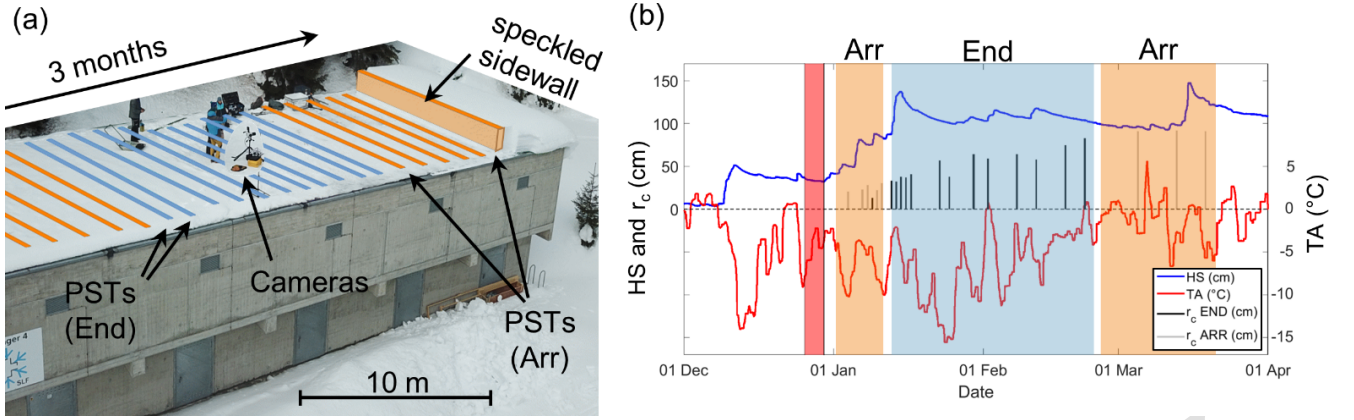 (a)
3 months
speckled
sidewall
PSTs
(End)
Cameras
PSTs
(Arr)
10 m
SLF
(b)
Arr
End
Arr
HS and r_c (cm)
150
100
50
0
TA (°C)
5
0
-5
-10
-15
HS (cm)
TA (°C)
r_c END (cm)
r_c ARR (cm)
01 Dec
01 Jan
01 Feb
01 Mar
01 Apr
Date